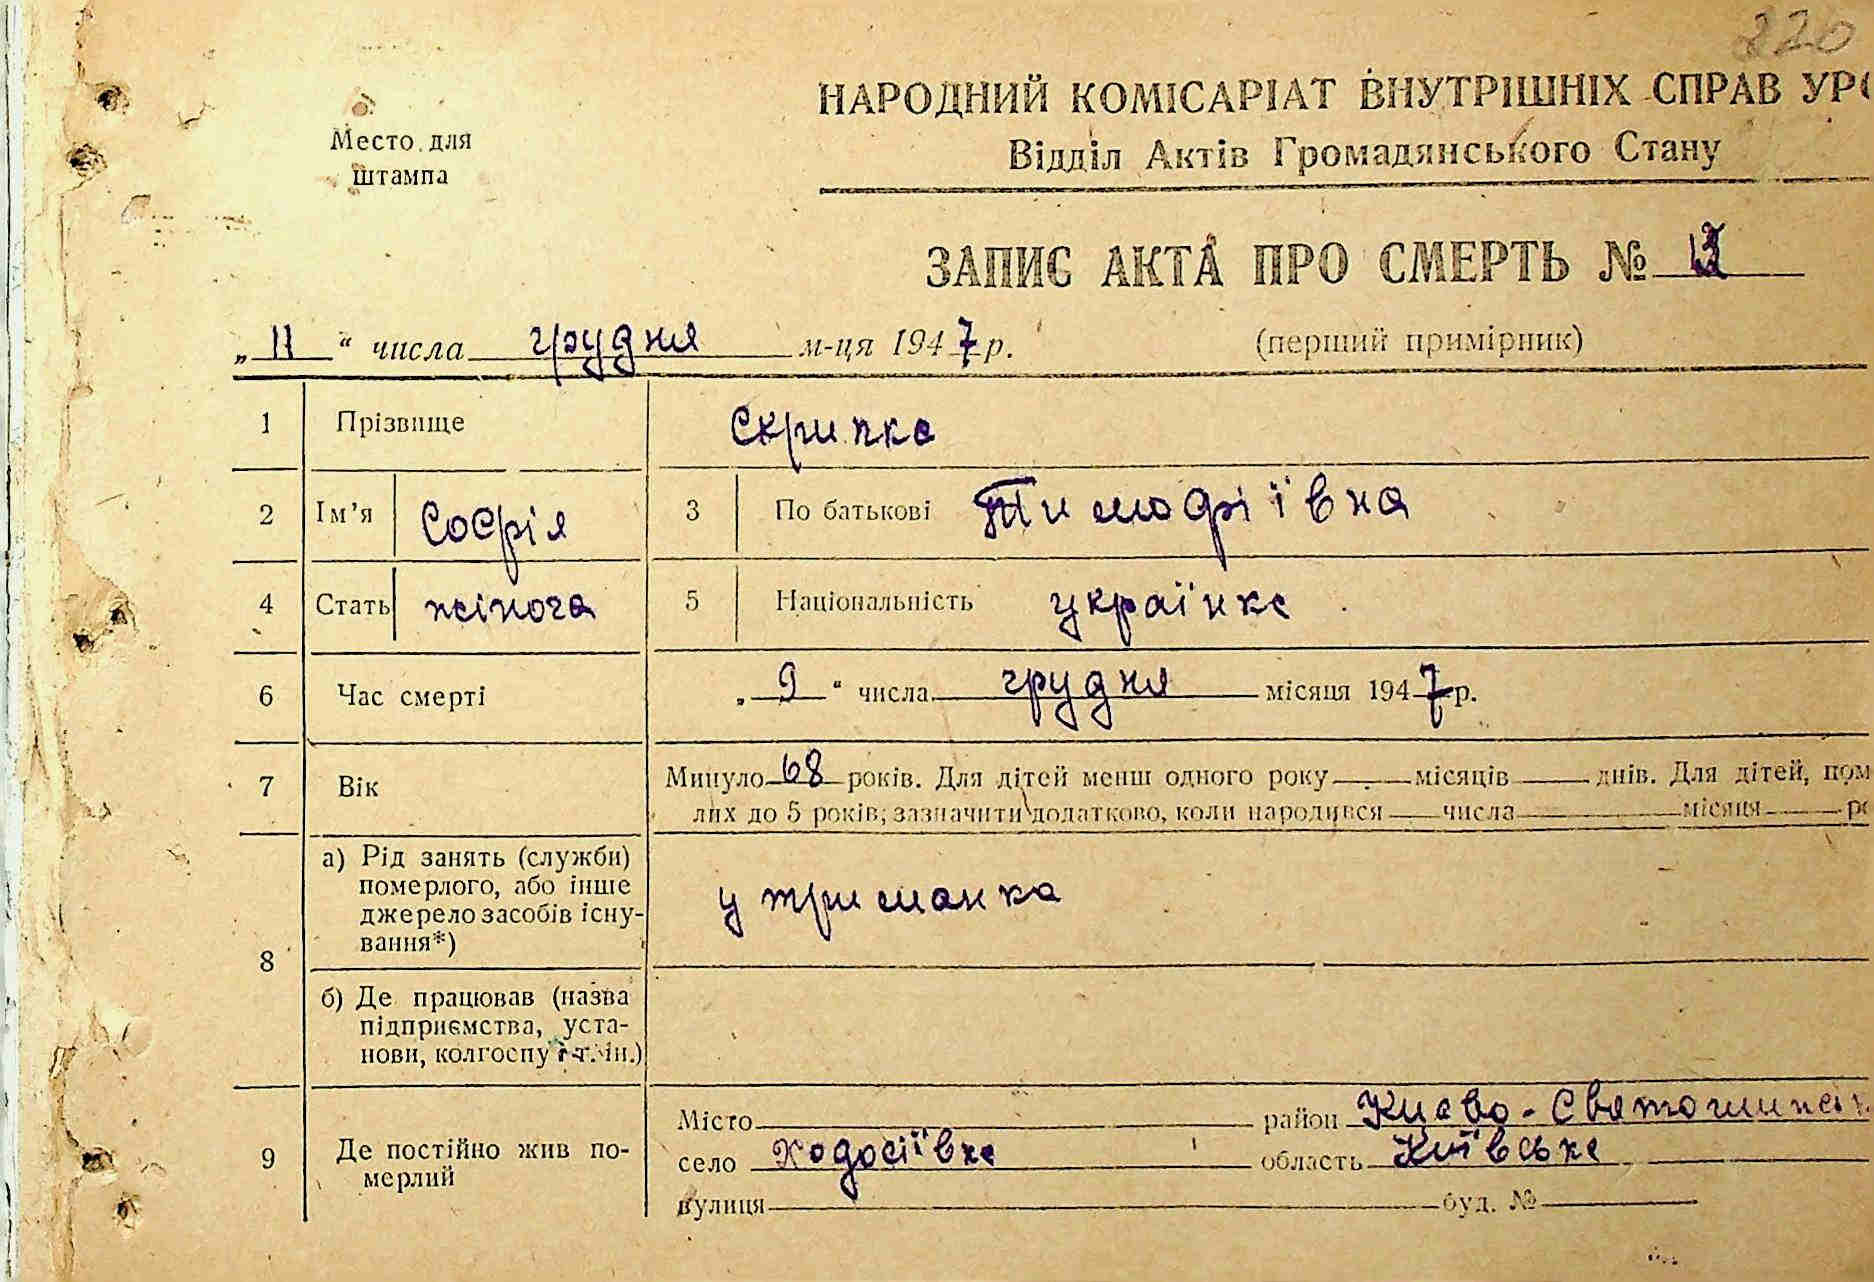 220
Место для
штампа
НАРОДНИЙ КОМІСАРІАТ ВНУТРІШНІХ СПРАВ УРС
Відділ Актів Громадянського Стану
ЗАПИС АКТА ПРО СМЕРТЬ №
„ 11 “ числа грудня м-ця 1947 р. (перший примірник)
1 Прізвище Скрипка
2 Ім’я Софія 3 По батькові Тимофіївна
4 Стать жіноча 5 Національність українка
6 Час смерті „ 9 “ числа грудня місяця 1947 р.
7 Вік Минуло 68 років. Для дітей менш одного року місяців днів. Для дітей, пом
лих до 5 років; зазначити додатково, коли народився числа місяця ро
8 а) Рід занять (служби)
померлого, або інше
джерело засобів існу-
вання*)
утриманка
б) Де працював (назва
підприємства, уста-
нови, колгоспу і т. ін.)
9 Де постійно жив по-
мерлий
Місто район Києво-Святошинськ
село Ходосіївка область Київська
вулиця буд. №